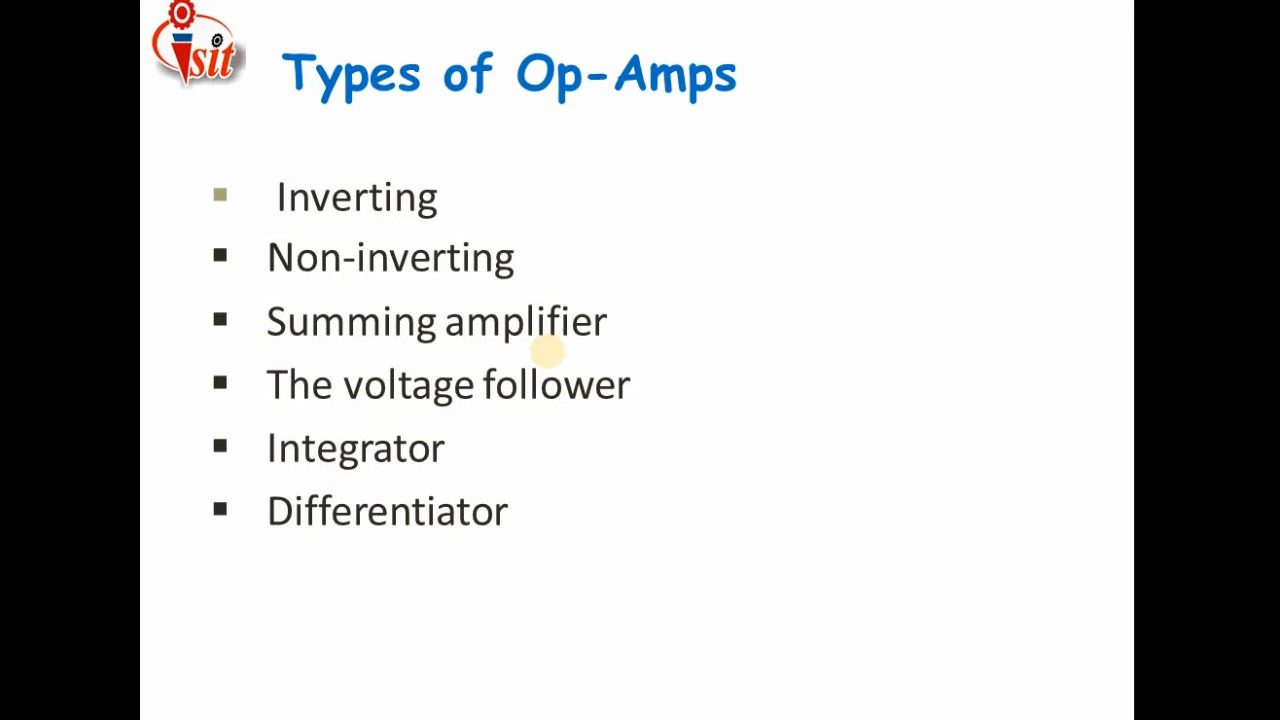 isit
Types of Op-Amps
Inverting
Non-inverting
Summing amplifier
The voltage follower
Integrator
Differentiator